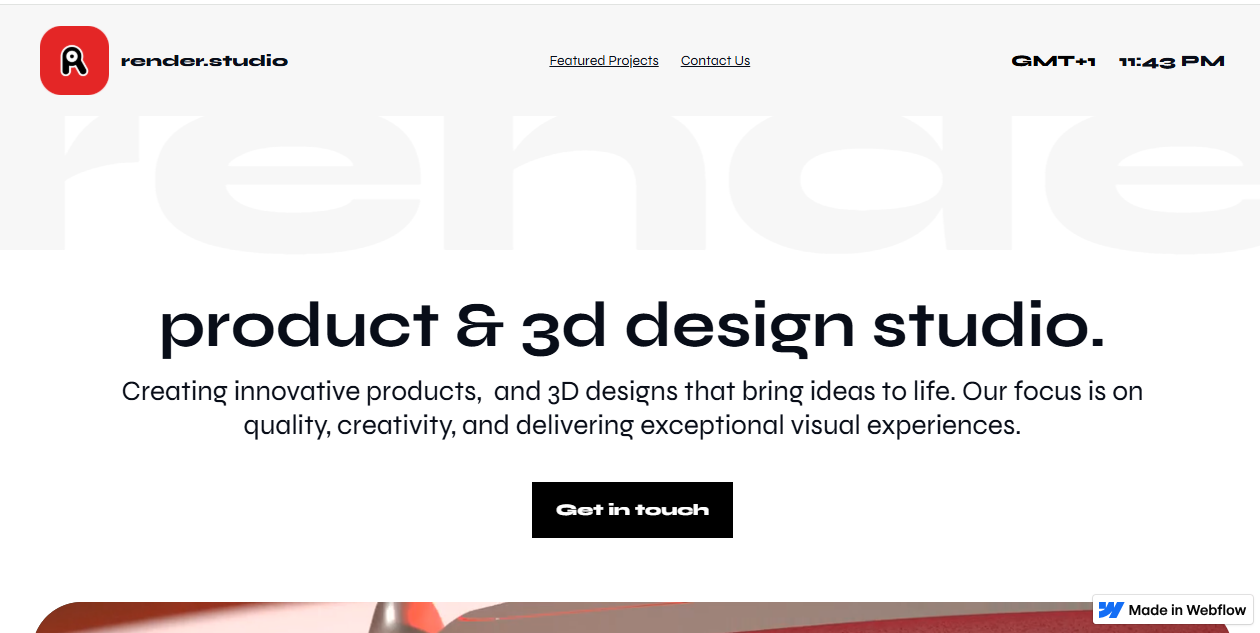 R
render.studio
Featured Projects
Contact Us
GMT+1
11:43 PM
rende
product & 3d design studio.
Creating innovative products,  and 3D designs that bring ideas to life. Our focus is on
quality, creativity, and delivering exceptional visual experiences.
Get in touch
Made in Webflow